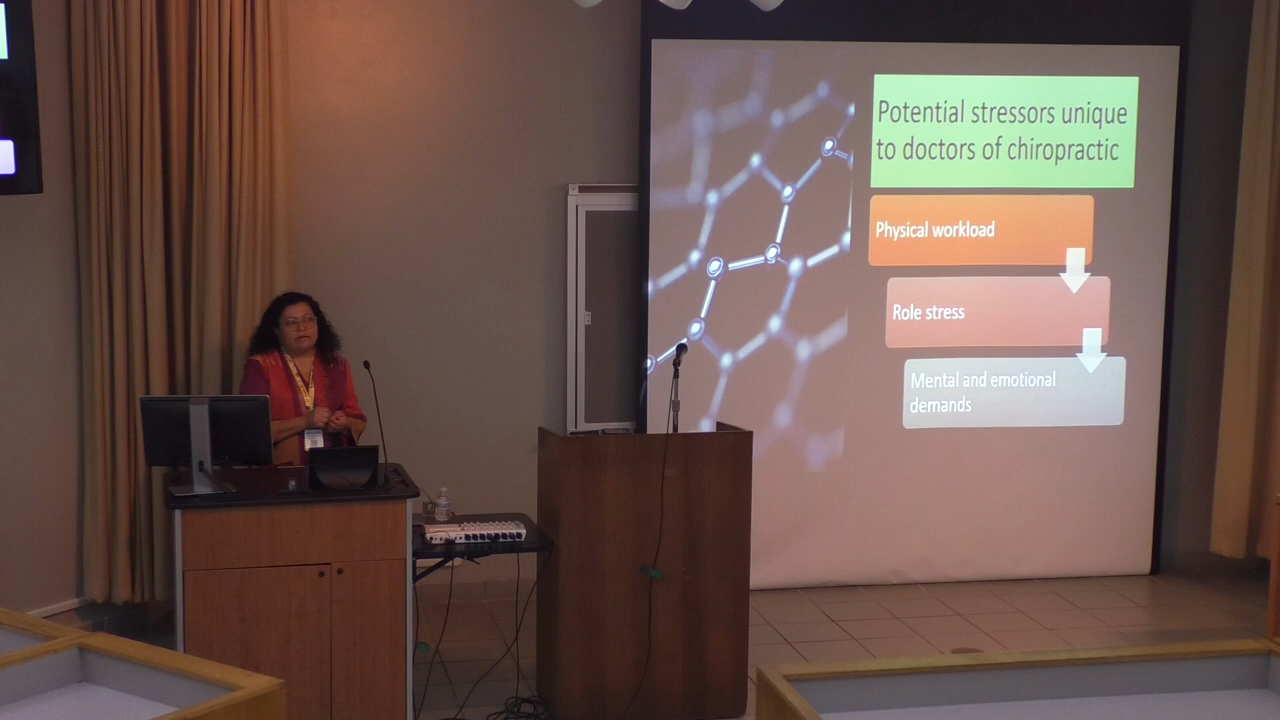 Potential stressors unique
to doctors of chiropractic
Physical workload
Role stress
Mental and emotional
demands